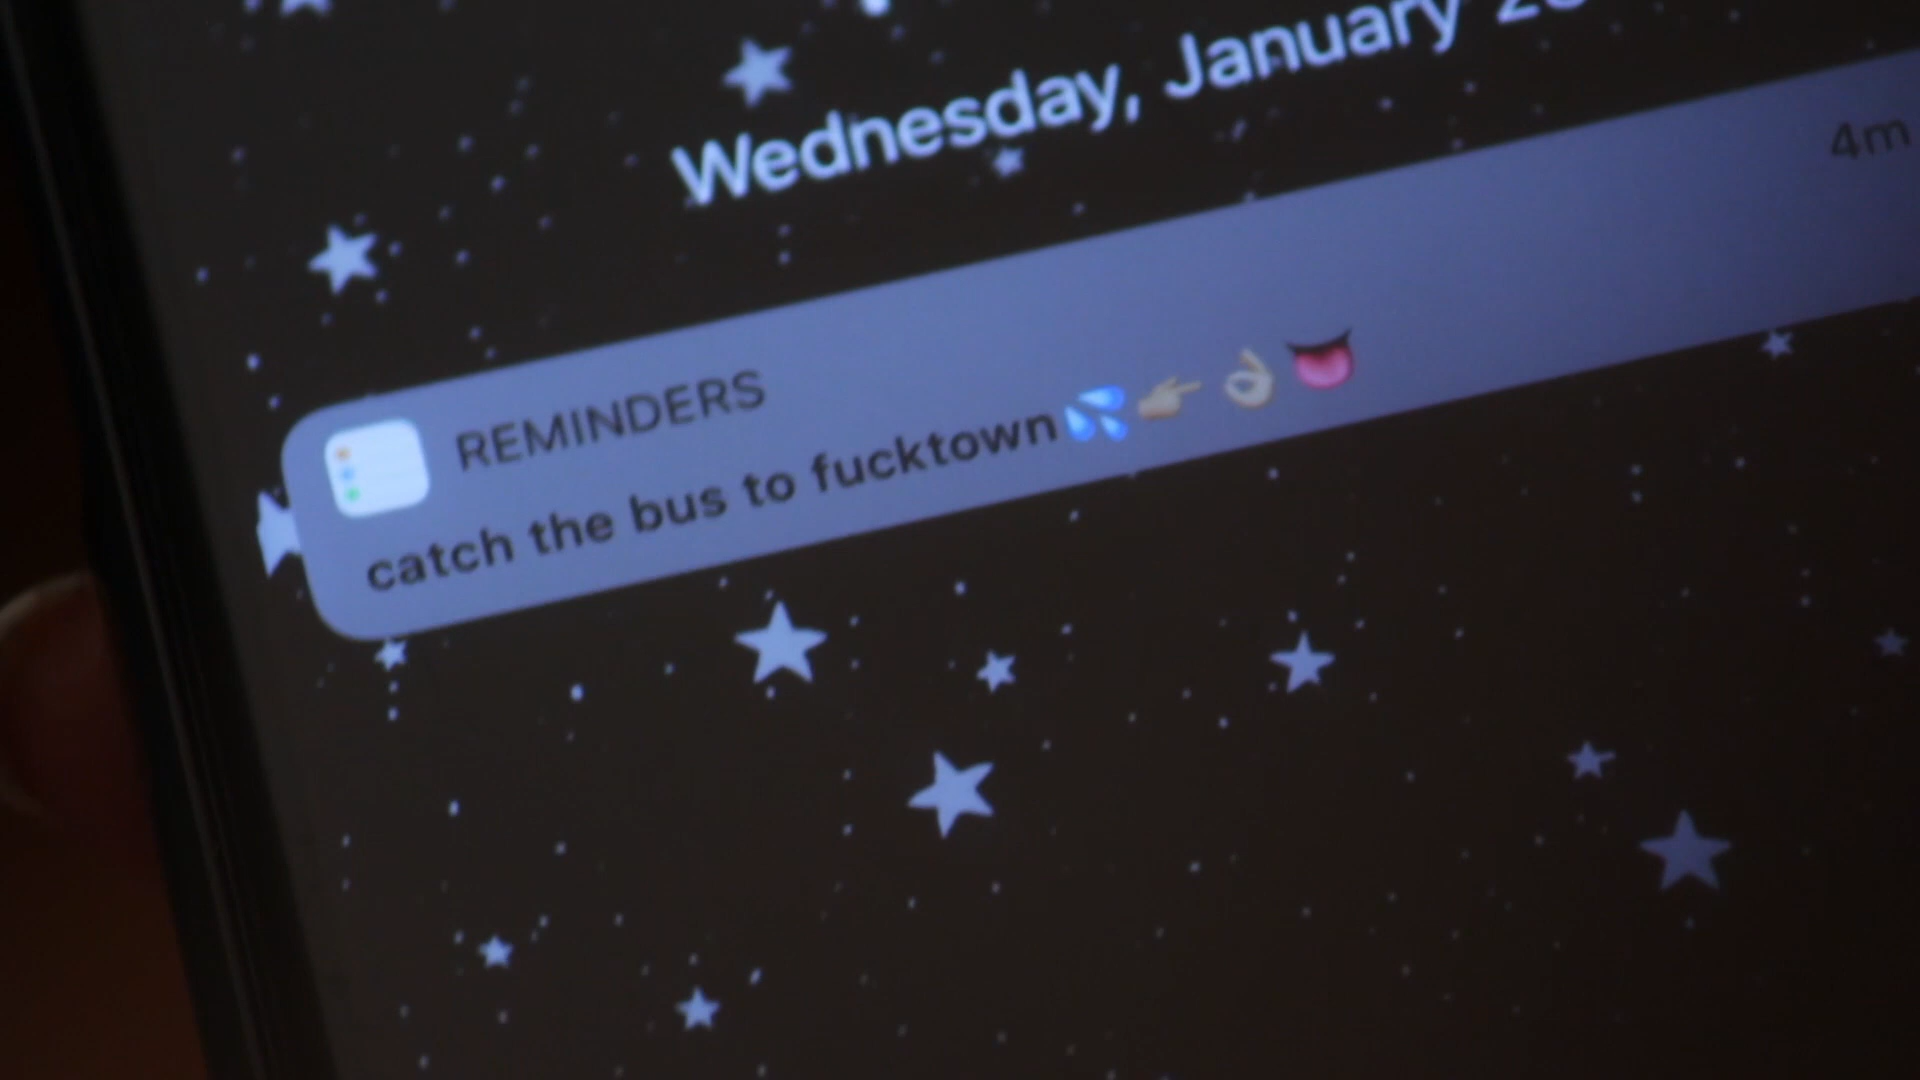 Wednesday, January
4m
REMINDERS
catch the bus to fucktown💦👉🏼👌🏼👅